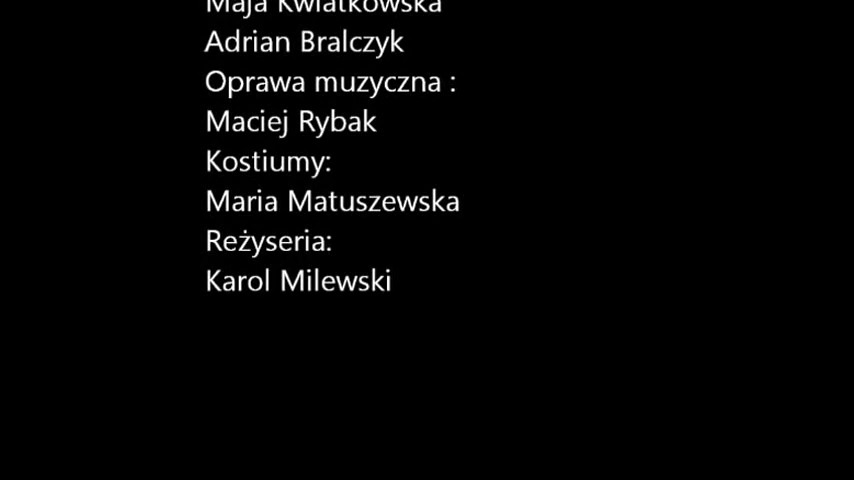 Maja Kwiatkowska
Adrian Bralczyk
Oprawa muzyczna :
Maciej Rybak
Kostiumy:
Maria Matuszewska
Reżyseria:
Karol Milewski